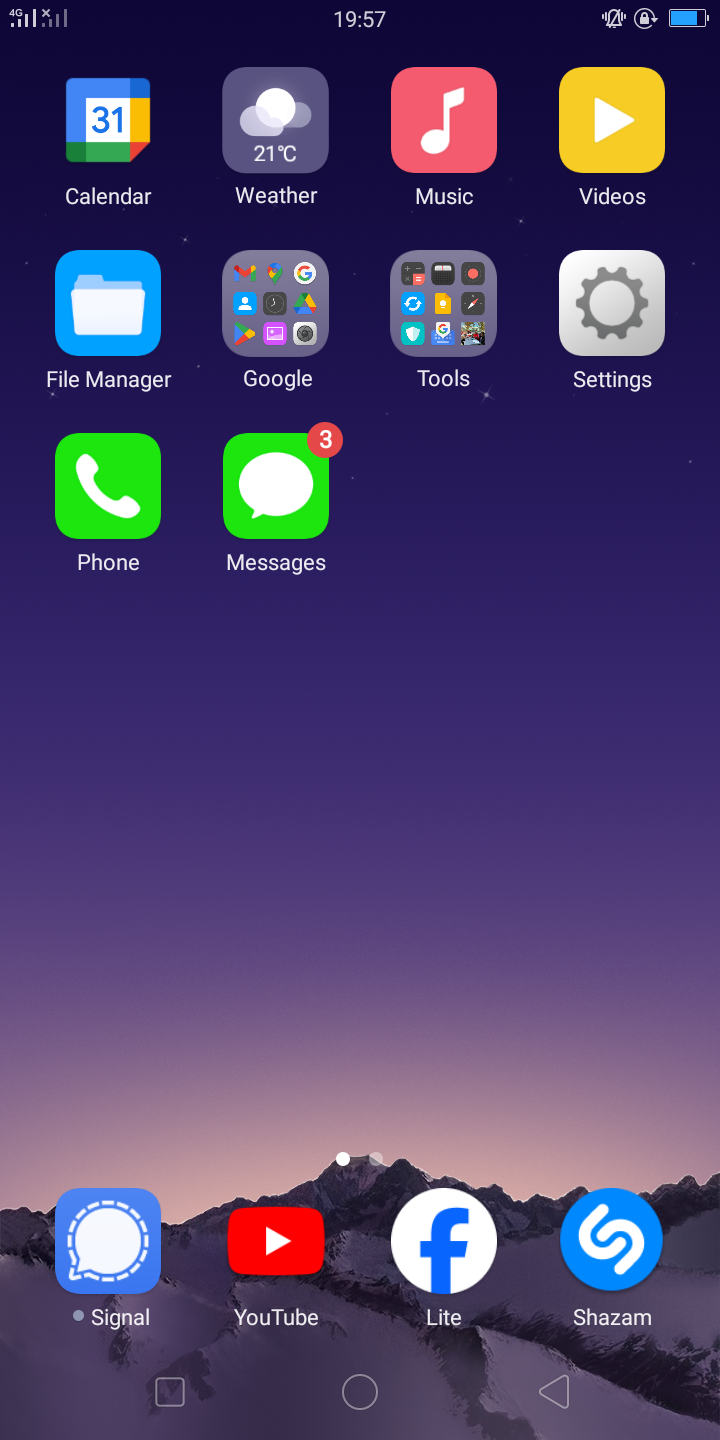 4G
19:57
31
21℃
Calendar
Weather
Music
Videos
File Manager
Google
Tools
Settings
3
Phone
Messages
Signal
YouTube
Lite
Shazam